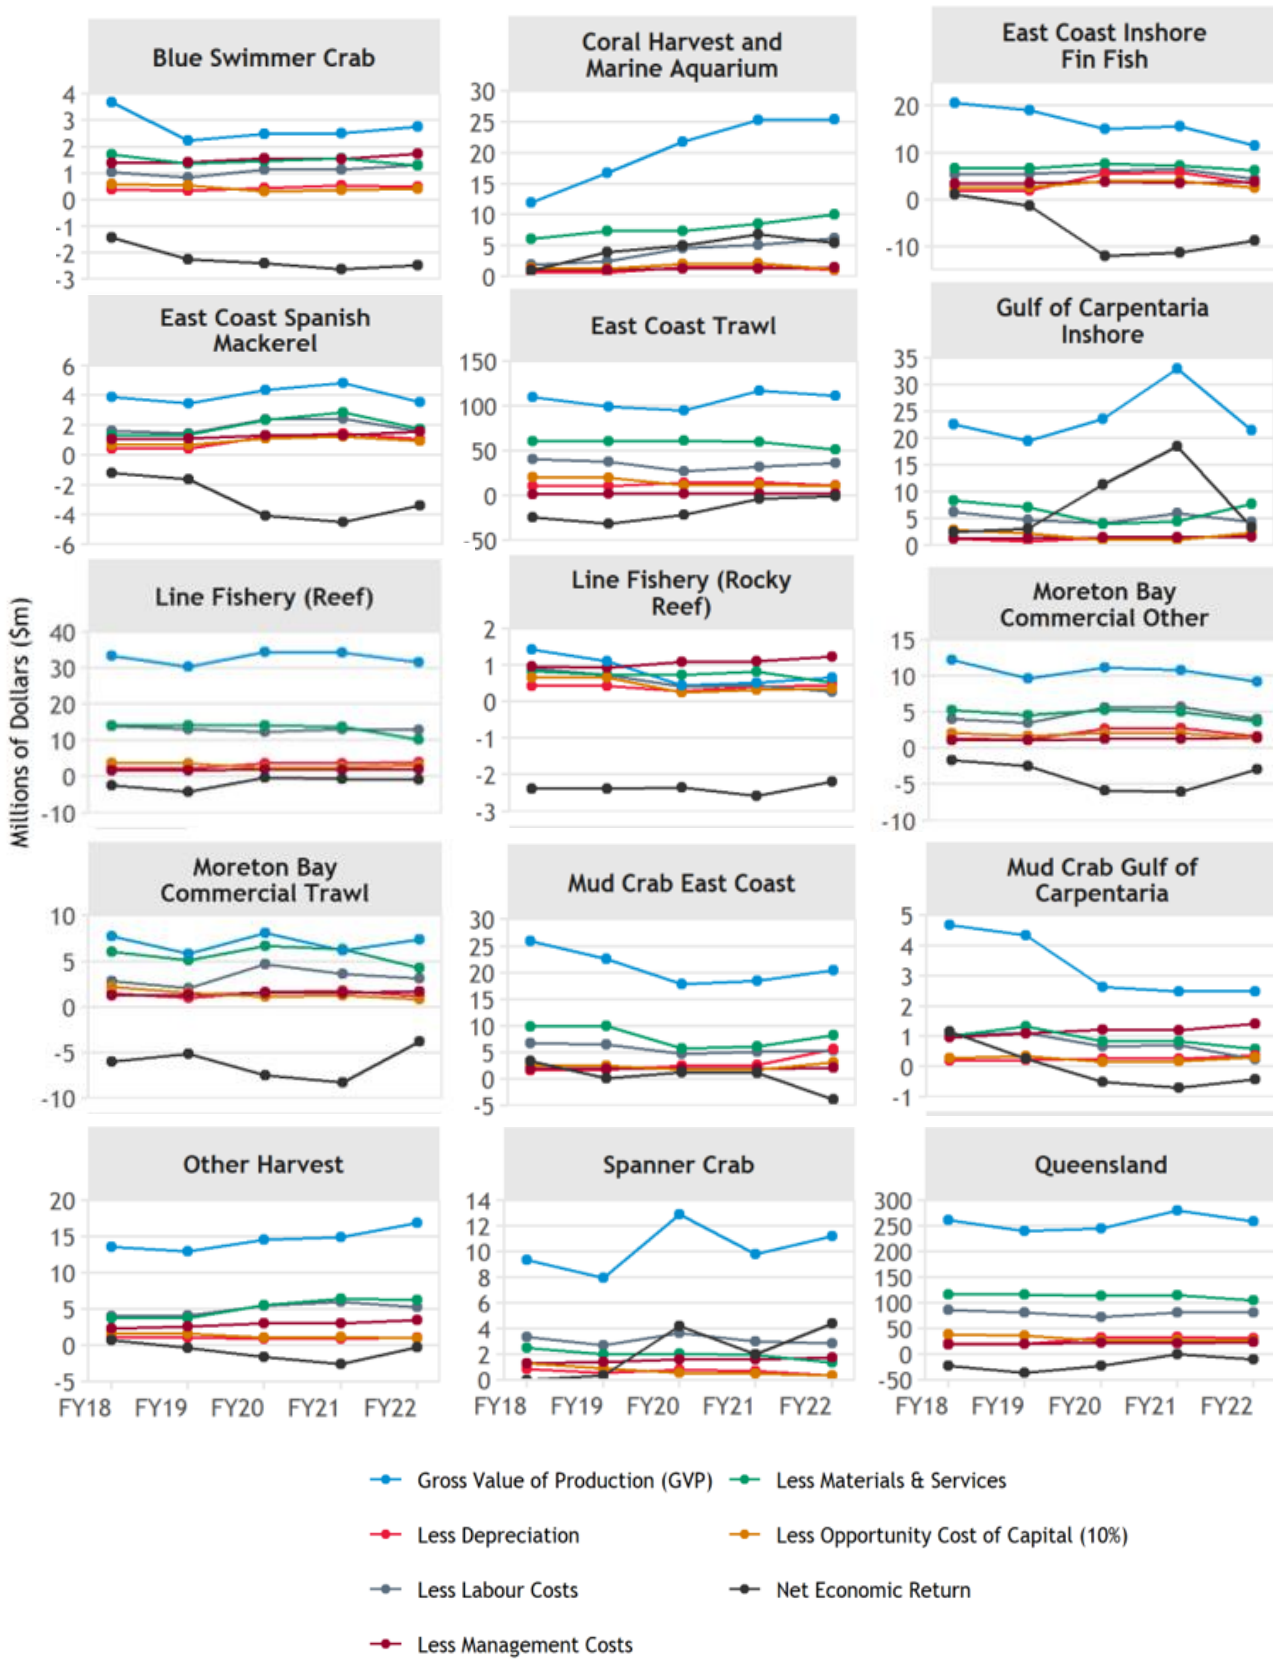 Millions of Dollars ($m)
Blue Swimmer Crab
4
3
2
1
0
-1
-2
-3
Coral Harvest and
Marine Aquarium
30
25
20
15
10
5
0
East Coast Inshore
Fin Fish
20
10
0
-10
East Coast Spanish
Mackerel
6
4
2
0
-2
-4
-6
East Coast Trawl
150
100
50
0
-50
Gulf of Carpentaria
Inshore
35
30
25
20
15
10
5
0
Line Fishery (Reef)
40
30
20
10
0
-10
Line Fishery (Rocky
Reef)
2
1
0
-1
-2
-3
Moreton Bay
Commercial Other
15
10
5
0
-5
-10
Moreton Bay
Commercial Trawl
10
5
0
-5
-10
Mud Crab East Coast
30
25
20
15
10
5
0
-5
Mud Crab Gulf of
Carpentaria
5
4
3
2
1
0
-1
Other Harvest
20
15
10
5
0
-5
FY18 FY19 FY20 FY21 FY22
Spanner Crab
14
12
10
8
6
4
2
0
FY18 FY19 FY20 FY21 FY22
Queensland
300
250
200
150
100
50
0
-50
FY18 FY19 FY20 FY21 FY22
Gross Value of Production (GVP)
Less Materials & Services
Less Depreciation
Less Opportunity Cost of Capital (10%)
Less Labour Costs
Net Economic Return
Less Management Costs